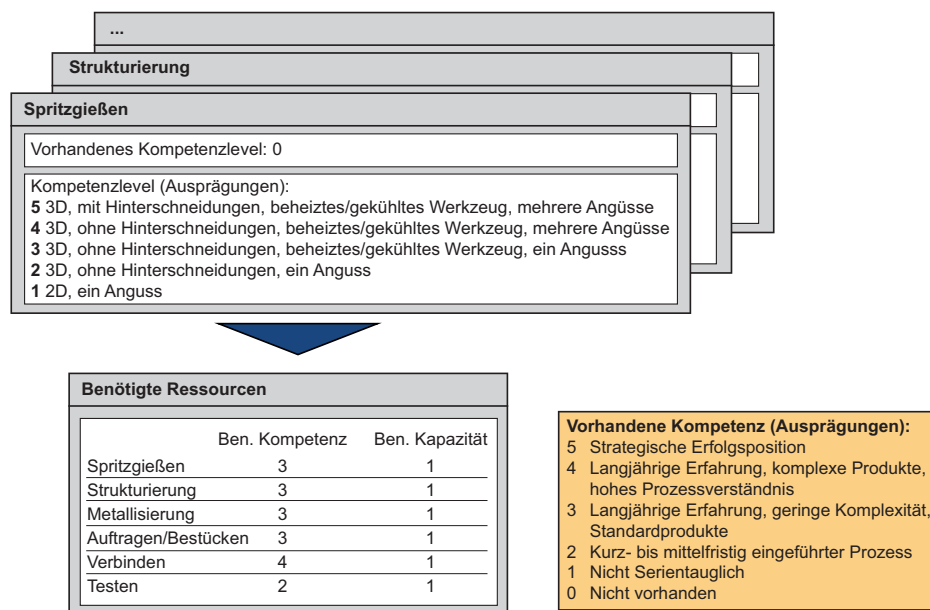 ...
Strukturierung
Spritzgießen
Vorhandenes Kompetenzlevel: 0
Kompetenzlevel (Ausprägungen):
5 3D, mit Hinterschneidungen, beheiztes/gekühltes Werkzeug, mehrere Angüsse
4 3D, ohne Hinterschneidungen, beheiztes/gekühltes Werkzeug, mehrere Angüsse
3 3D, ohne Hinterschneidungen, beheiztes/gekühltes Werkzeug, ein Angusss
2 3D, ohne Hinterschneidungen, ein Anguss
1 2D, ein Anguss
Benötigte Ressourcen
Ben. Kompetenz Ben. Kapazität
Spritzgießen 3 1
Strukturierung 3 1
Metallisierung 3 1
Auftragen/Bestücken 3 1
Verbinden 4 1
Testen 2 1
Vorhandene Kompetenz (Ausprägungen):
5 Strategische Erfolgsposition
4 Langjährige Erfahrung, komplexe Produkte,
hohes Prozessverständnis
3 Langjährige Erfahrung, geringe Komplexität,
Standardprodukte
2 Kurz- bis mittelfristig eingeführter Prozess
1 Nicht Serientauglich
0 Nicht vorhanden